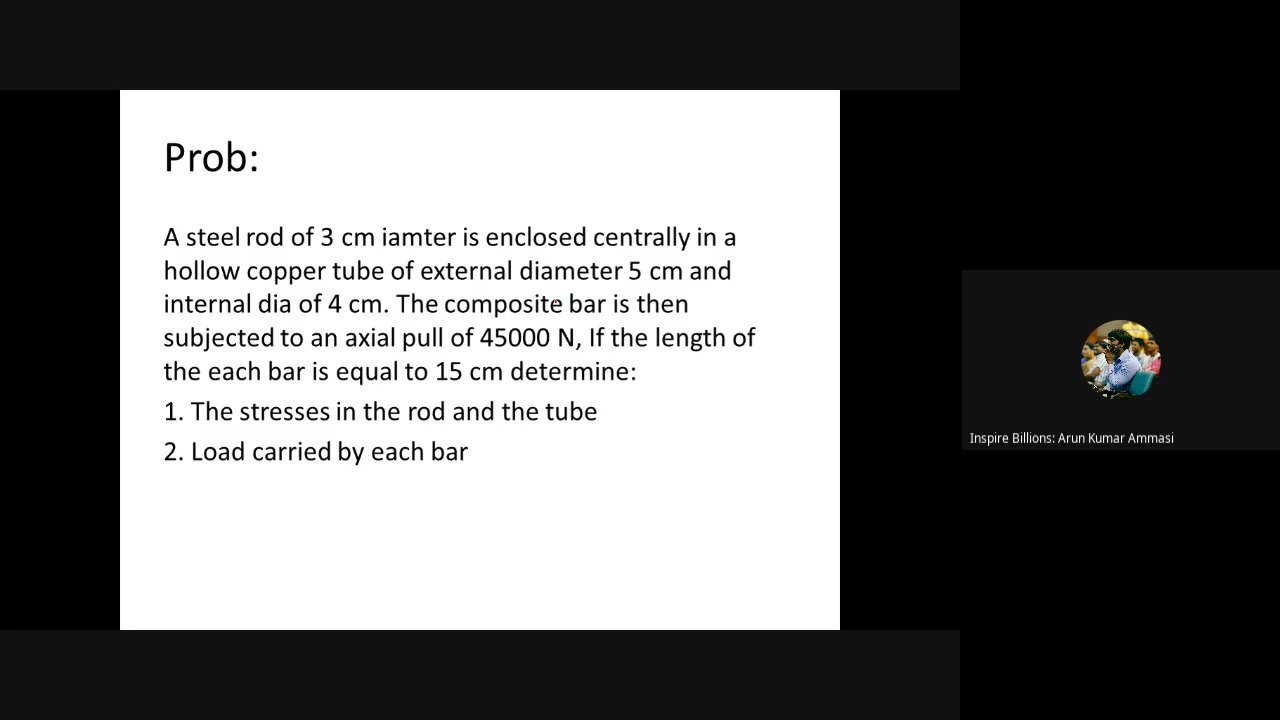 Prob:
A steel rod of 3 cm iamter is enclosed centrally in a
hollow copper tube of external diameter 5 cm and
internal dia of 4 cm. The composite bar is then
subjected to an axial pull of 45000 N, If the length of
the each bar is equal to 15 cm determine:
1. The stresses in the rod and the tube
2. Load carried by each bar
Inspire Billions: Arun Kumar Ammasi